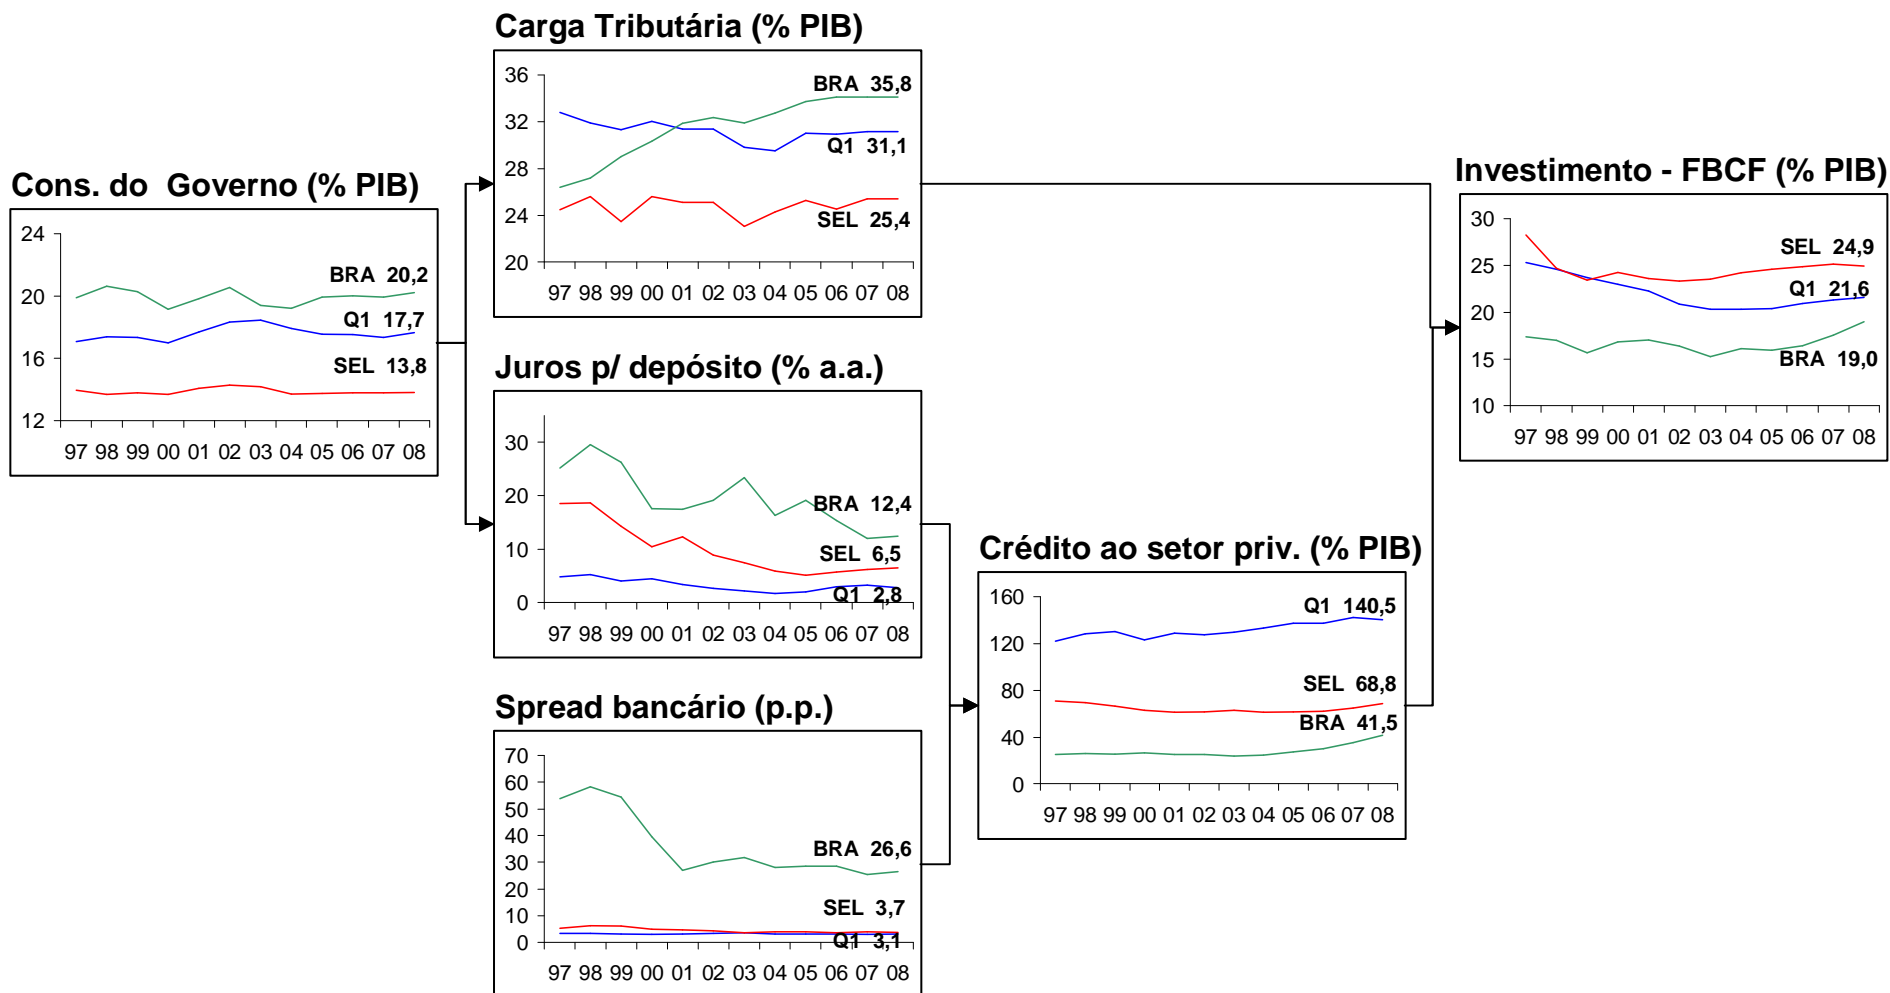 Carga Tributária (% PIB)
36
32
28
24
20
BRA 35,8
Q1 31,1
SEL 25,4
97 98 99 00 01 02 03 04 05 06 07 08
Cons. do Governo (% PIB)
24
20
16
12
BRA 20,2
Q1 17,7
SEL 13,8
97 98 99 00 01 02 03 04 05 06 07 08
Juros p/ depósito (% a.a.)
30
20
10
0
BRA 12,4
SEL 6,5
Q1 2,8
97 98 99 00 01 02 03 04 05 06 07 08
Spread bancário (p.p.)
70
60
50
40
30
20
10
0
BRA 26,6
SEL 3,7
Q1 3,1
97 98 99 00 01 02 03 04 05 06 07 08
Crédito ao setor priv. (% PIB)
160
120
80
40
0
Q1 140,5
SEL 68,8
BRA 41,5
97 98 99 00 01 02 03 04 05 06 07 08
Investimento - FBCF (% PIB)
30
25
20
15
10
SEL 24,9
Q1 21,6
BRA 19,0
97 98 99 00 01 02 03 04 05 06 07 08